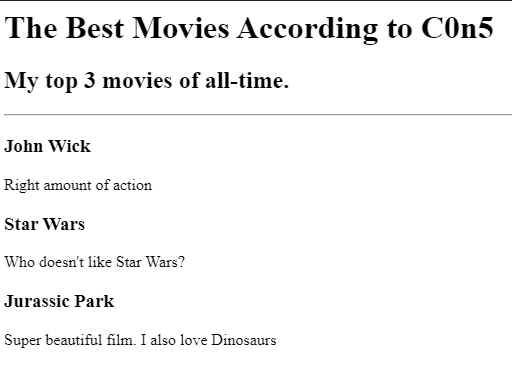 The Best Movies According to C0n5
My top 3 movies of all-time.
John Wick
Right amount of action
Star Wars
Who doesn't like Star Wars?
Jurassic Park
Super beautiful film. I also love Dinosaurs